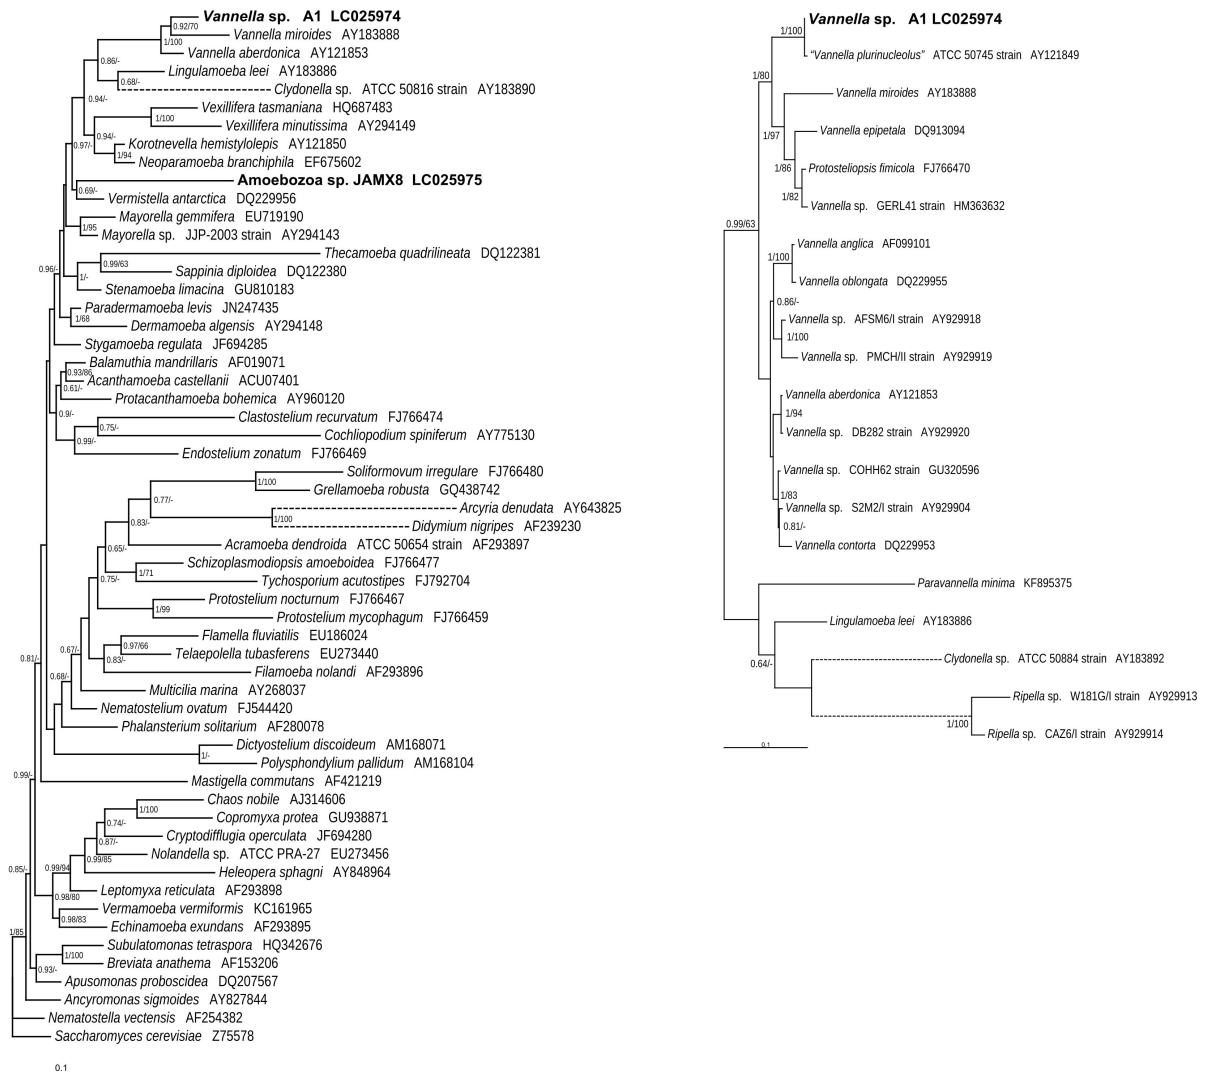 Vannella sp. A1 LC025974
0.92/70
Vannella miroides AY183888
1/100
Vannella aberdonica AY121853
0.86/-
Lingulamoeba leei AY183886
0.68/-
Clydonella sp. ATCC 50816 strain AY183890
0.94/-
Vexillifera tasmaniana HQ687483
1/100
Vexillifera minutissima AY294149
0.94/-
0.97/-
Korotnevella hemistylolepis AY121850
1/94
Neoparamoeba branchiphila EF675602
Amoebozoa sp. JAMX8 LC025975
0.69/-
Vermistella antarctica DQ229956
Mayorella gemmifera EU719190
1/95
Mayorella sp. JJP-2003 strain AY294143
Thecamoeba quadrilineata DQ122381
0.99/63
0.96/-
Sappinia diploidea DQ122380
1/-
Stenamoeba limacina GU810183
Paradermamoeba levis JN247435
1/68
Dermamoeba algensis AY294148
Stygamoeba regulata JF694285
Balamuthia mandrillaris AF019071
0.93/86
Acanthamoeba castellanii ACU07401
0.61/-
Protacanthamoeba bohemica AY960120
0.9/-
Clastostelium recurvatum FJ766474
0.75/-
Cochliopodium spiniferum AY775130
0.99/-
Endostelium zonatum FJ766469
Soliformovum irregulare FJ766480
1/100
Grellamoeba robusta GQ438742
0.77/-
Arcyria denudata AY643825
1/100
0.83/-
Didymium nigripes AF239230
Acramoeba dendroida ATCC 50654 strain AF293897
0.65/-
Schizoplasmodiopsis amoeboidea FJ766477
1/71
0.75/-
Tychosporium acutostipes FJ792704
Protostelium nocturnum FJ766467
1/99
Protostelium mycophagum FJ766459
Flamella fluviatilis EU186024
0.97/66
0.67/-
Telaepolella tubasferens EU273440
0.81/-
0.83/-
Filamoeba nolandi AF293896
0.68/-
Multicilia marina AY268037
Nematostelium ovatum FJ544420
Phalansterium solitarium AF280078
Dictyostelium discoideum AM168071
1/-
Polysphondylium pallidum AM168104
0.99/-
Mastigella commutans AF421219
Chaos nobile AJ314606
1/100
Copromyxa protea GU938871
0.74/-
Cryptodifflugia operculata JF694280
0.87/-
Nolandella sp. ATCC PRA-27 EU273456
0.99/85
0.85/-
0.99/94
Heleopera sphagni AY848964
Leptomyxa reticulata AF293898
0.98/80
Vermamoeba vermiformis KC161965
0.98/83
Echinamoeba exundans AF293895
1/85
Subulatomonas tetraspora HQ342676
1/100
Breviata anathema AF153206
0.93/-
Apusomonas proboscidea DQ207567
Ancyromonas sigmoides AY827844
Nematostella vectensis AF254382
Saccharomyces cerevisiae Z75578
0.1
Vannella sp. A1 LC025974
1/100
"Vannella plurinucleolus" ATCC 50745 strain AY121849
1/80
Vannella miroides AY183888
1/97
Vannella epipetala DQ913094
1/86
Protosteliopsis fimicola FJ766470
1/82
Vannella sp. GERL41 strain HM363632
0.99/63
Vannella anglica AF099101
1/100
Vannella oblongata DQ229955
0.86/-
Vannella sp. AFSM6/I strain AY929918
1/100
Vannella sp. PMCH/II strain AY929919
Vannella aberdonica AY121853
1/94
Vannella sp. DB282 strain AY929920
Vannella sp. COHH62 strain GU320596
1/83
Vannella sp. S2M2/I strain AY929904
0.81/-
Vannella contorta DQ229953
Paravannella minima KF895375
Lingulamoeba leei AY183886
0.64/-
Clydonella sp. ATCC 50884 strain AY183892
Ripella sp. W181G/I strain AY929913
1/100
Ripella sp. CAZ6/I strain AY929914
0.1